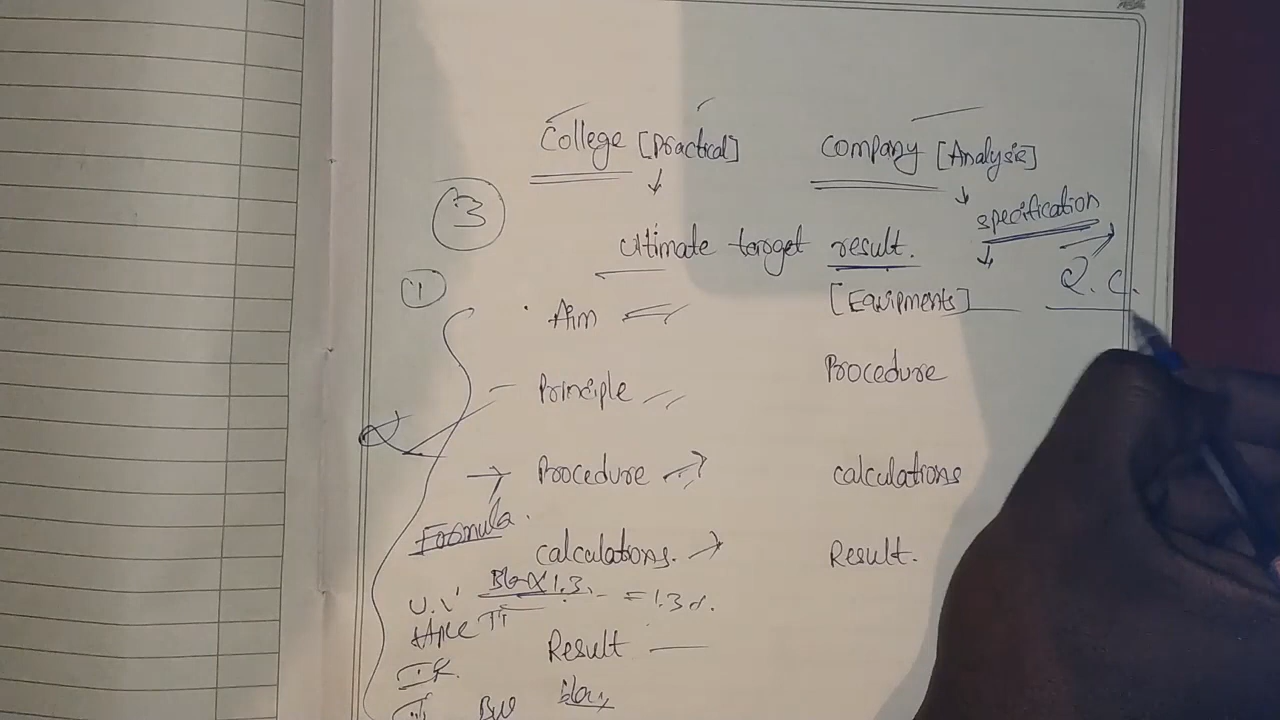 College [Practical] Company [Analysis]
3 specification
Ultimate target result.
Q.C.
1 Aim [Equipments]
Principle Procedure
Procedure calculations
Formula.
calculations. Result.
U.V = 1.3
HPLC
Result
IR